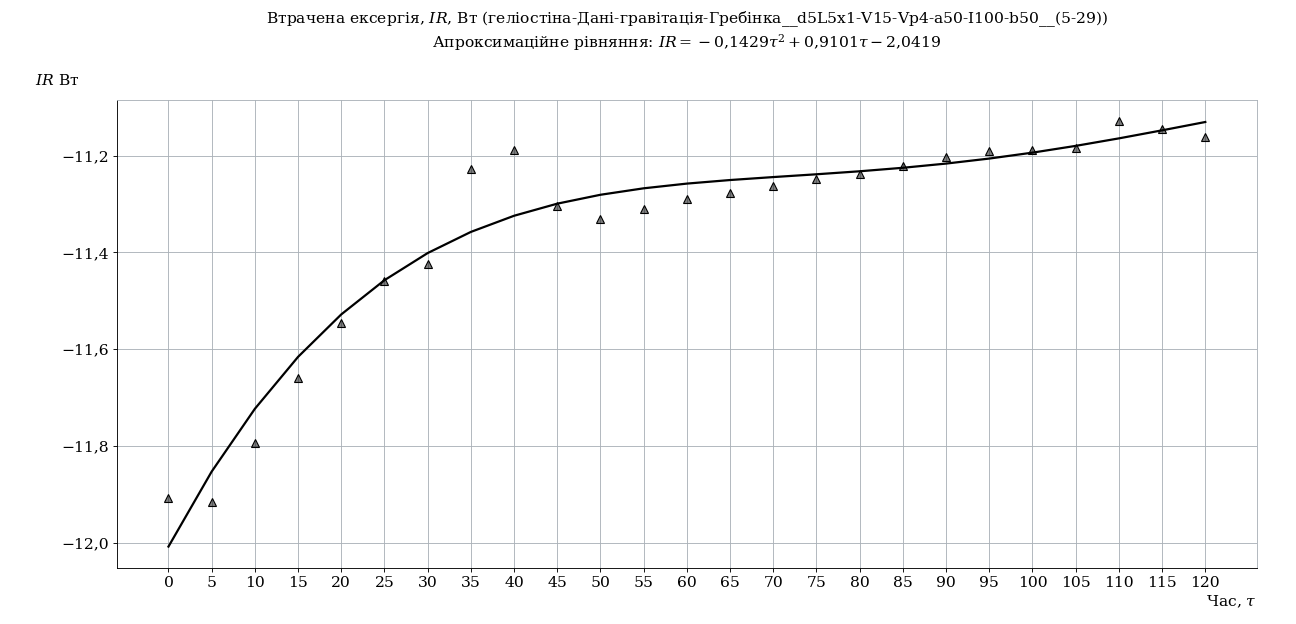 Втрачена ексергія, IR, Вт (геліостіна-Дані-гравітація-Гребінка__d5L5x1-V15-Vp4-a50-I100-b50__(5-29))
Апроксимаційне рівняння: IR = − 0,1429τ² + 0,9101τ − 2,0419
IR Вт
−11,2
−11,4
−11,6
−11,8
−12,0
0 5 10 15 20 25 30 35 40 45 50 55 60 65 70 75 80 85 90 95 100 105 110 115 120
Час, τ